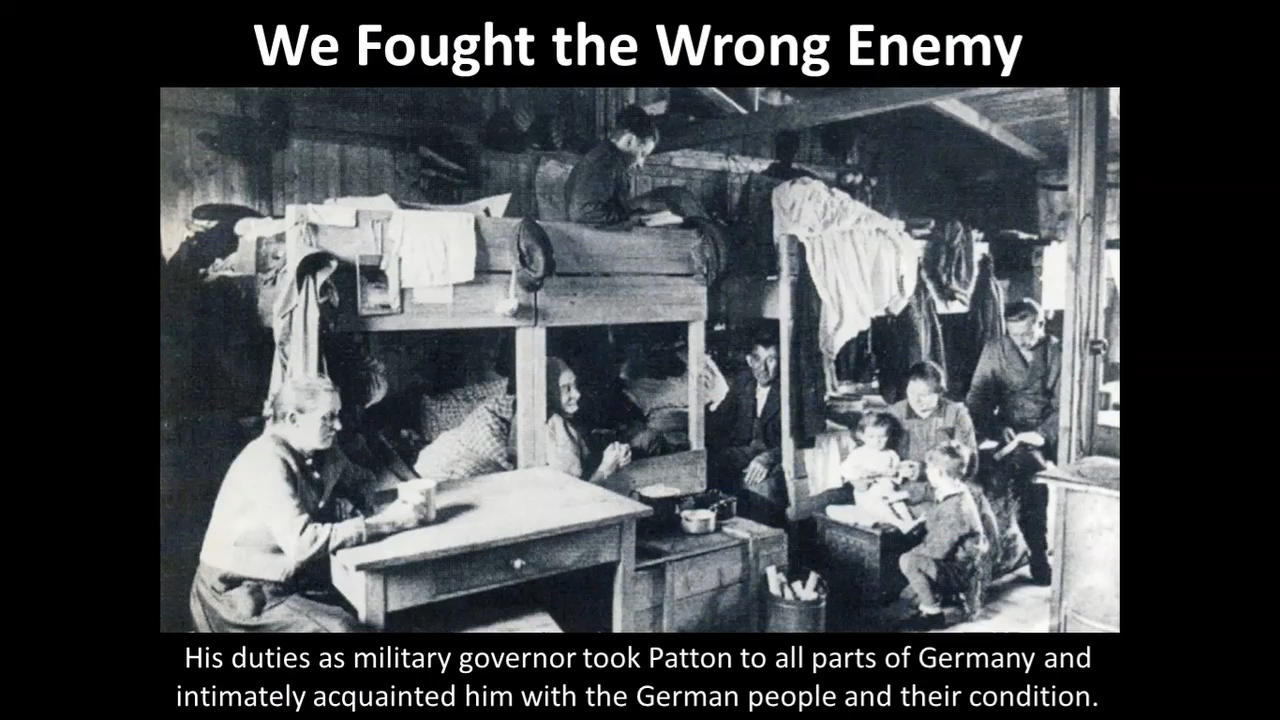 We Fought the Wrong Enemy
His duties as military governor took Patton to all parts of Germany and
intimately acquainted him with the German people and their condition.